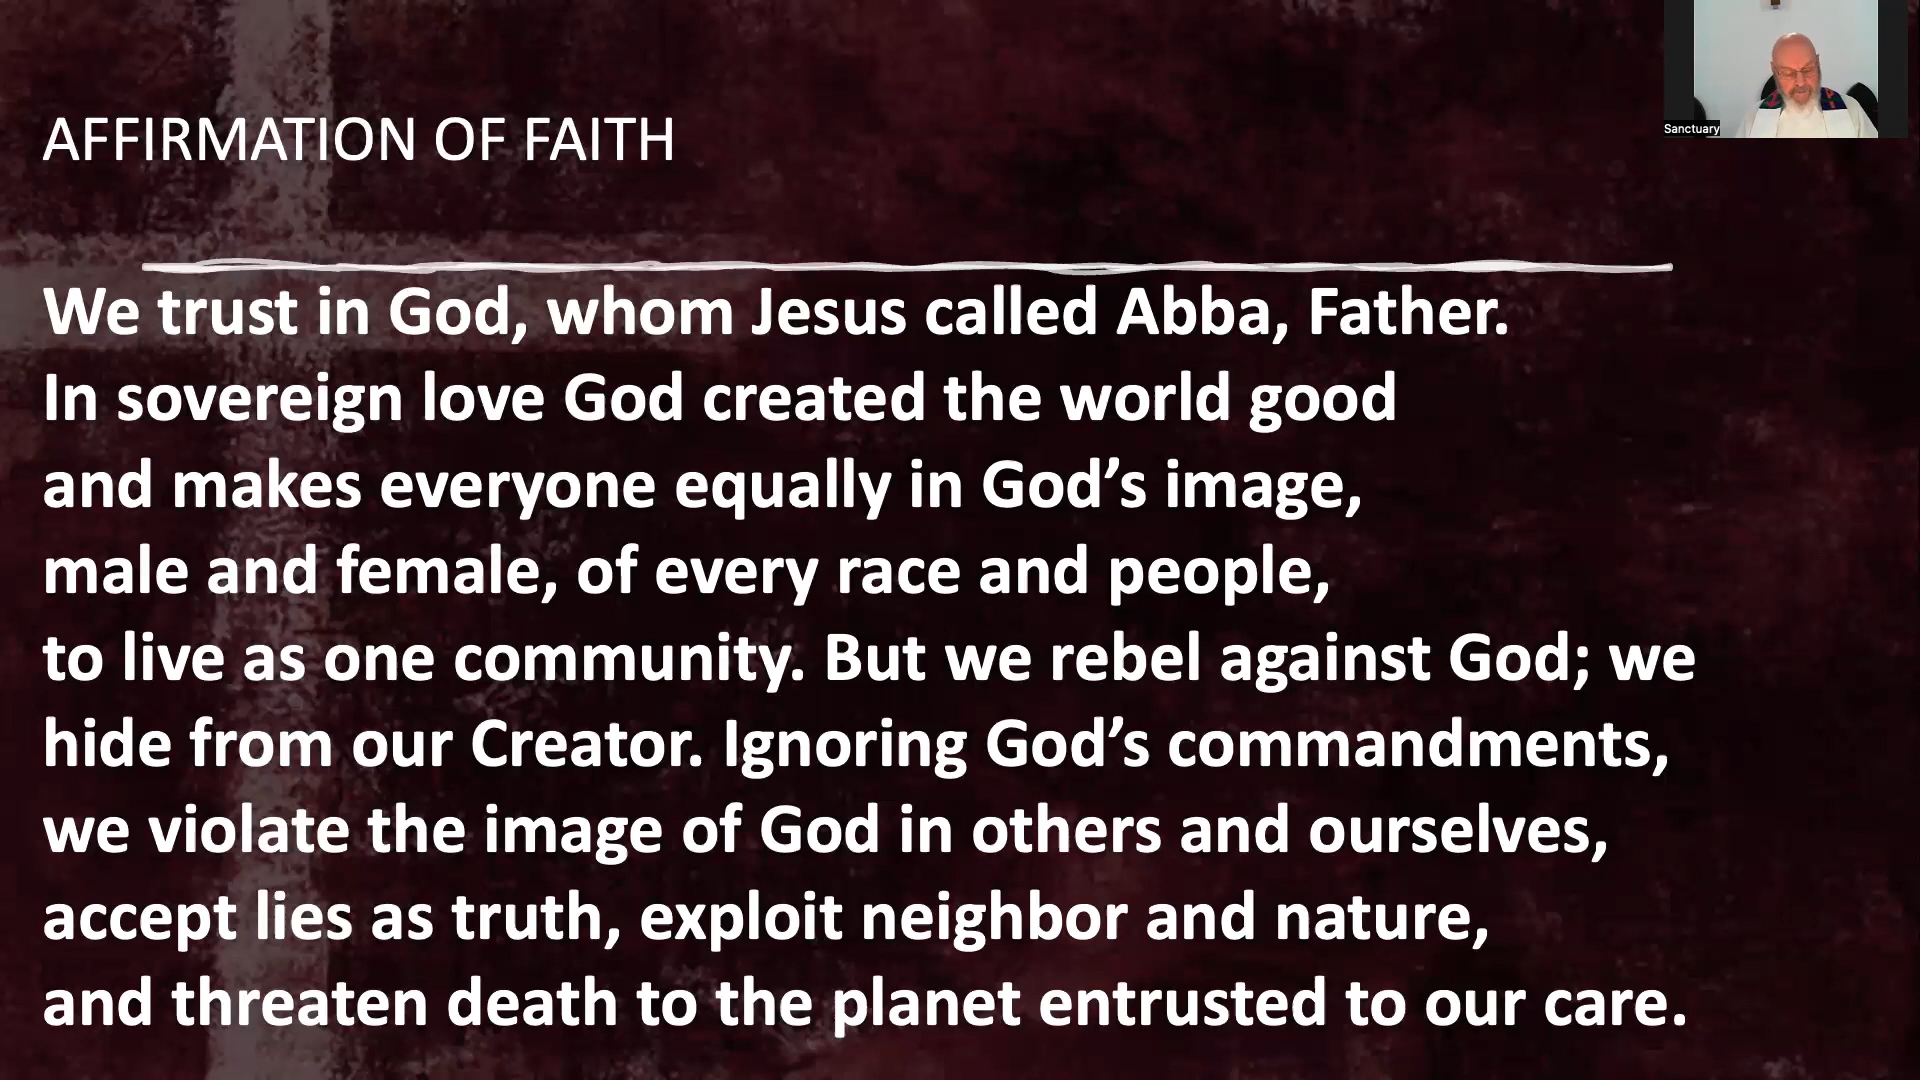 Sanctuary
AFFIRMATION OF FAITH
We trust in God, whom Jesus called Abba, Father.
In sovereign love God created the world good
and makes everyone equally in God’s image,
male and female, of every race and people,
to live as one community. But we rebel against God; we
hide from our Creator. Ignoring God’s commandments,
we violate the image of God in others and ourselves,
accept lies as truth, exploit neighbor and nature,
and threaten death to the planet entrusted to our care.